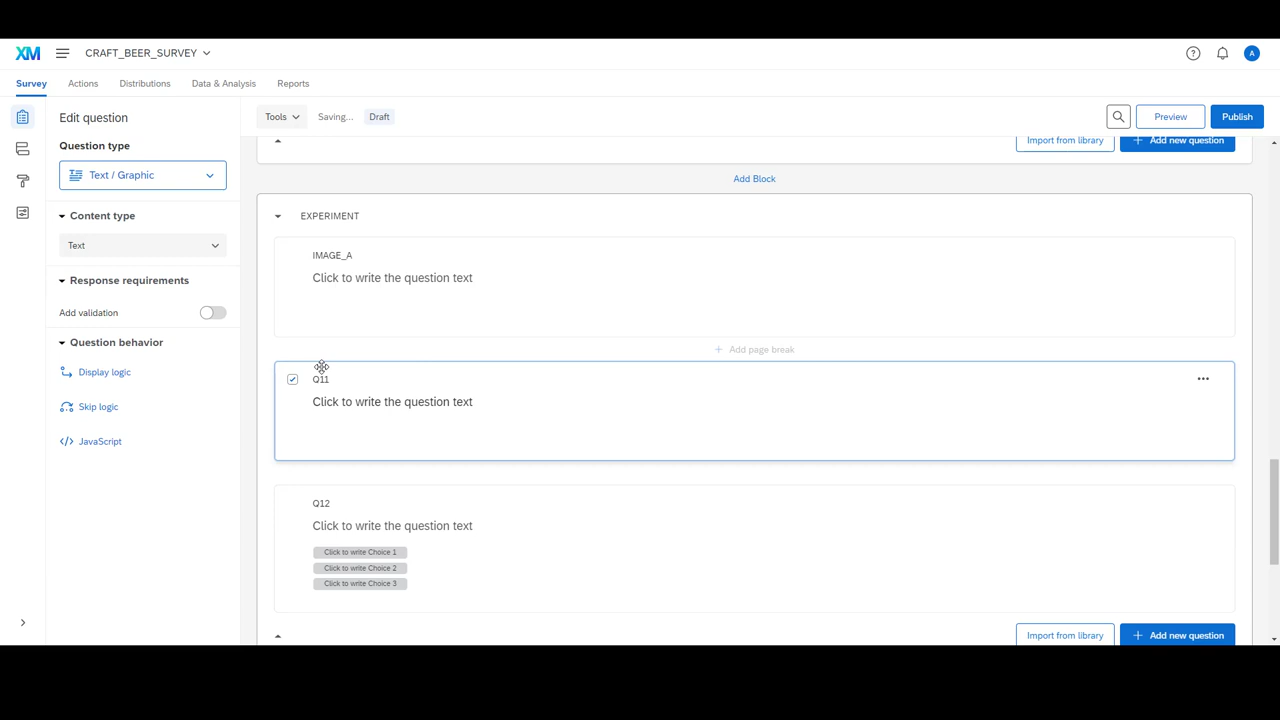 XM CRAFT_BEER_SURVEY A
Survey Actions Distributions Data & Analysis Reports
Edit question
Question type
Text / Graphic
Content type
Text
Response requirements
Add validation
Question behavior
Display logic
Skip logic
JavaScript
Tools Saving... Draft Preview Publish
Import from library Add new question
Add Block
EXPERIMENT
IMAGE_A
Click to write the question text
Add page break
Q11
Click to write the question text
Q12
Click to write the question text
Click to write Choice 1
Click to write Choice 2
Click to write Choice 3
Import from library Add new question